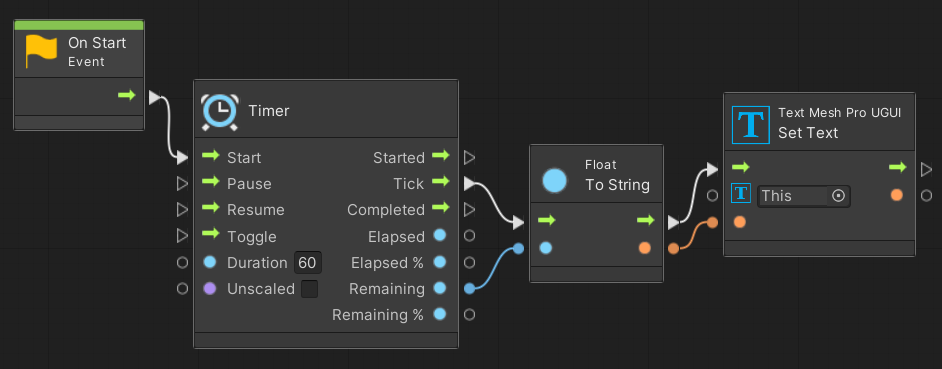 On Start
Event
Timer
Start Started
Pause Tick
Resume Completed
Toggle Elapsed
Duration 60 Elapsed %
Unscaled Remaining
Remaining %
Float
To String
Text Mesh Pro UGUI
Set Text
This